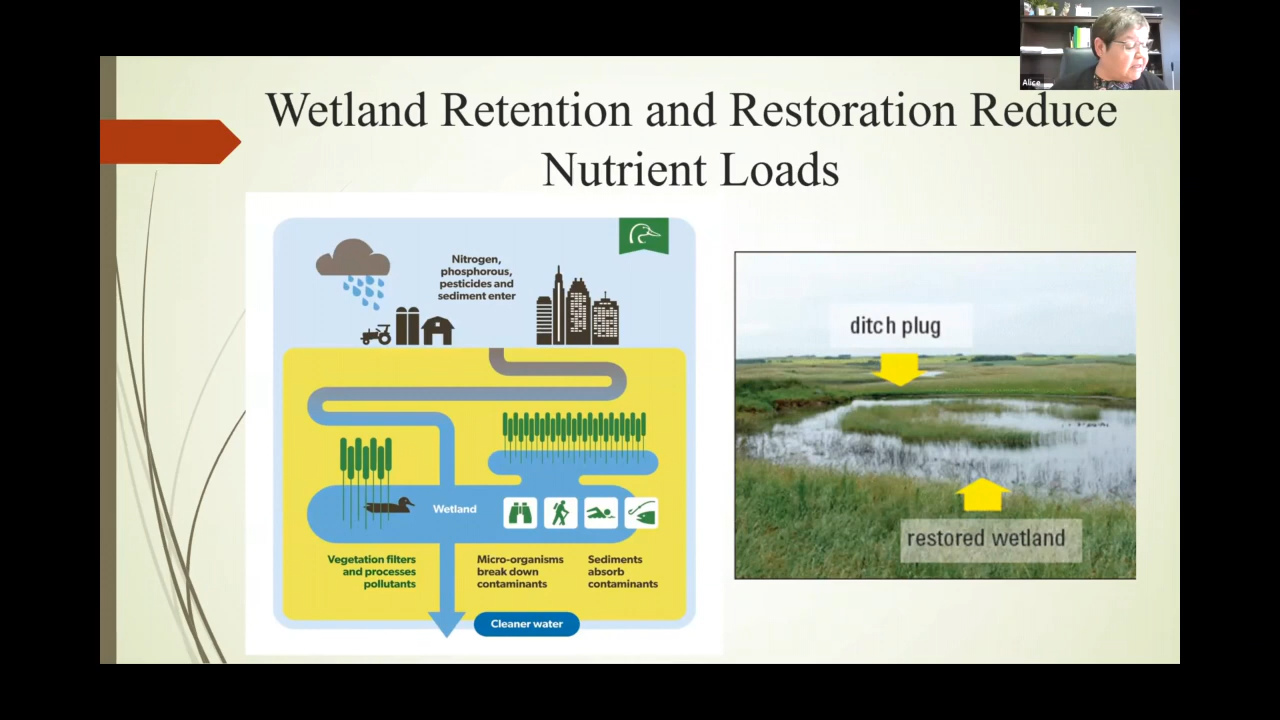 Alice
Wetland Retention and Restoration Reduce
Nutrient Loads
Nitrogen,
phosphorous,
pesticides and
sediment enter
Wetland
Vegetation filters
and processes
pollutants
Micro-organisms
break down
contaminants
Sediments
absorb
contaminants
Cleaner water
ditch plug
restored wetland